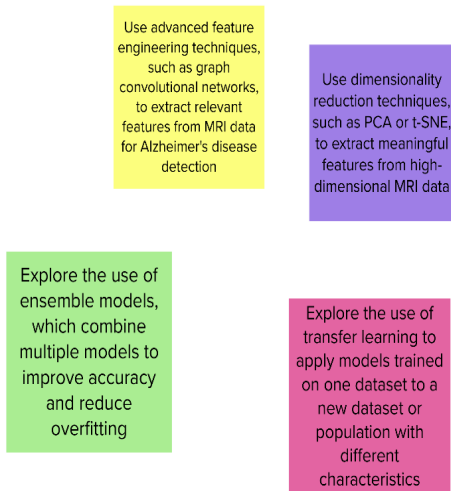 Use advanced feature
engineering techniques,
such as graph
convolutional networks,
to extract relevant
features from MRI data
for Alzheimer's disease
detection
Use dimensionality
reduction techniques,
such as PCA or t-SNE,
to extract meaningful
features from high-
dimensional MRI data
Explore the use of
ensemble models,
which combine
multiple models to
improve accuracy
and reduce
overfitting
Explore the use of
transfer learning to
apply models trained
on one dataset to a
new dataset or
population with
different
characteristics